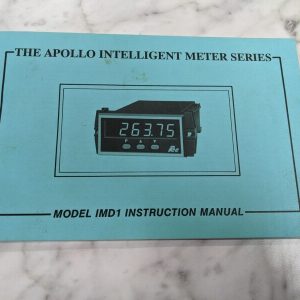 THE APOLLO INTELLIGENT METER SERIES
263.75
P
MODEL IMD1 INSTRUCTION MANUAL